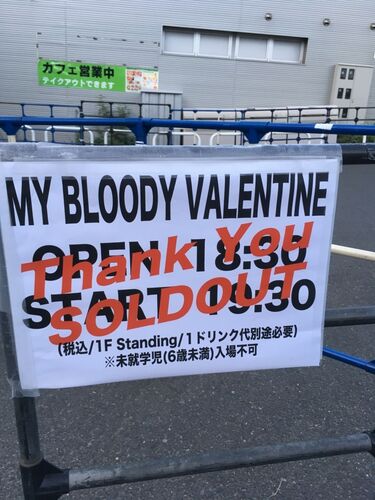 カフェ営業中
テイクアウトできます
MY BLOODY VALENTINE
OPEN 18:30
Thank You
START 19:30
SOLDOUT
(税込/1F Standing/1ドリンク代別途必要)
※未就学児(6歳未満)入場不可